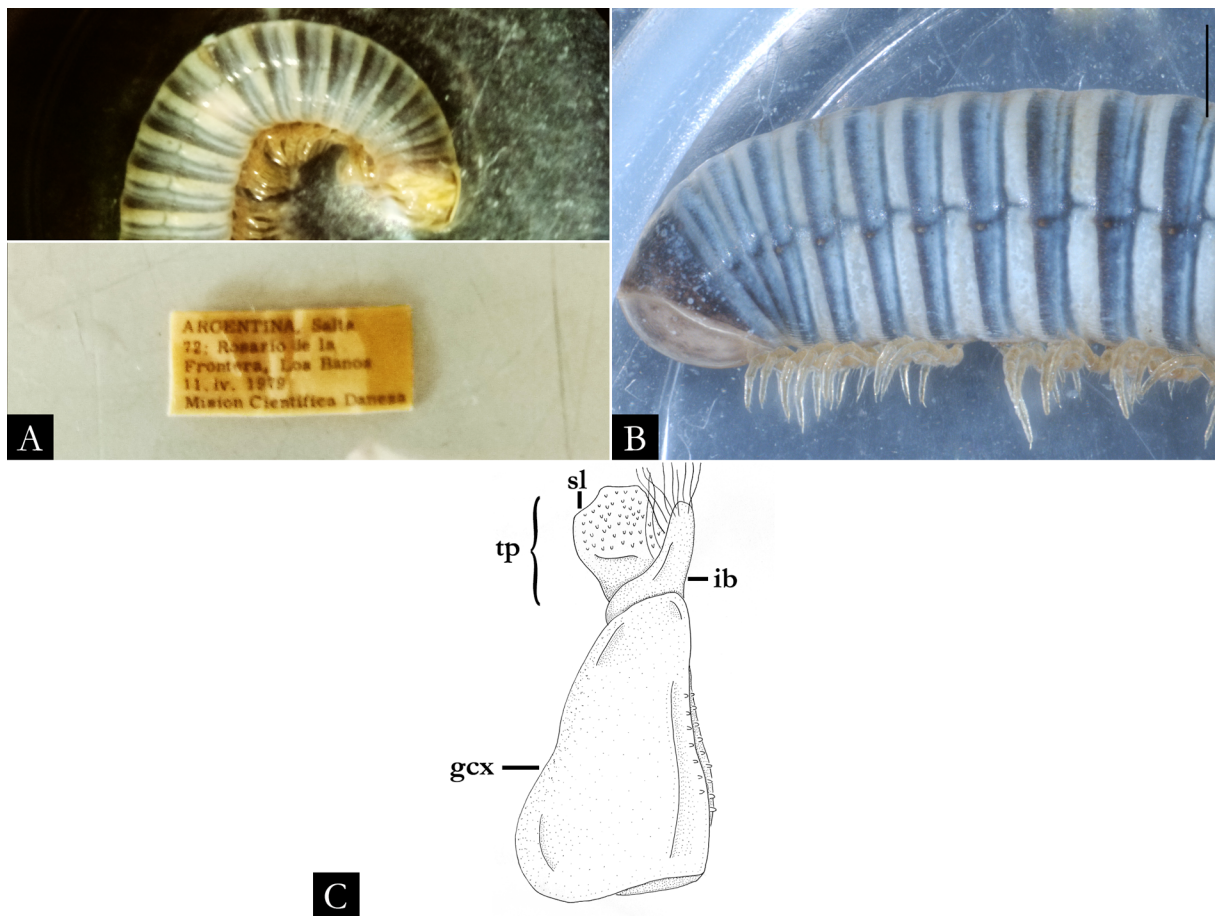 ARGENTINA, Salta
72: Rosario de la
Frontera, Los Banos
11.iv. 1979
Mision Cientifica Danesa
A
B
sl
tp
ib
gcx
C